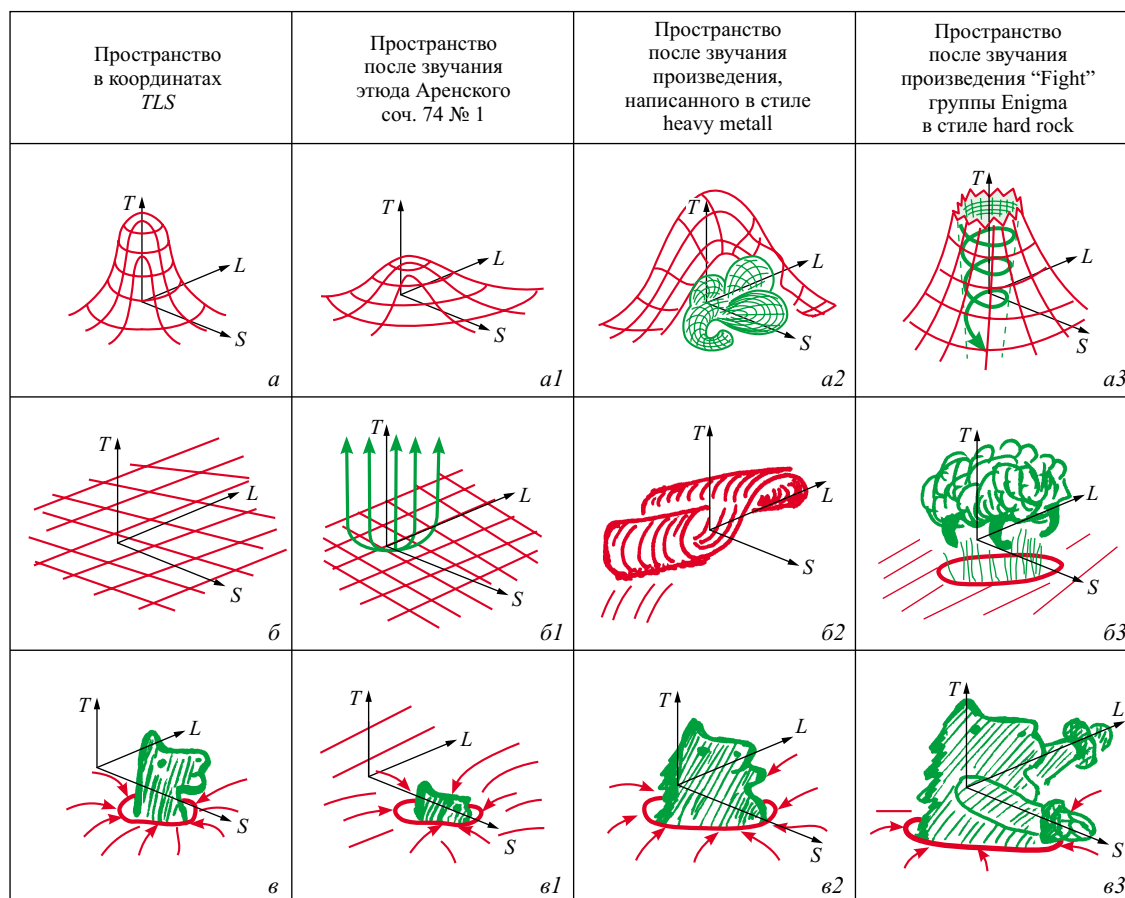 Пространство
в координатах
TLS
Пространство
после звучания
этюда Аренского
соч. 74 № 1
Пространство
после звучания
произведения,
написанного в стиле
heavy metall
Пространство
после звучания
произведения “Fight”
группы Enigma
в стиле hard rock
T
L
S
а
T
L
S
а1
T
L
S
а2
T
L
S
а3
T
L
S
б
T
L
S
б1
T
L
S
б2
T
L
S
б3
T
L
S
в
T
L
S
в1
T
L
S
в2
T
L
S
в3